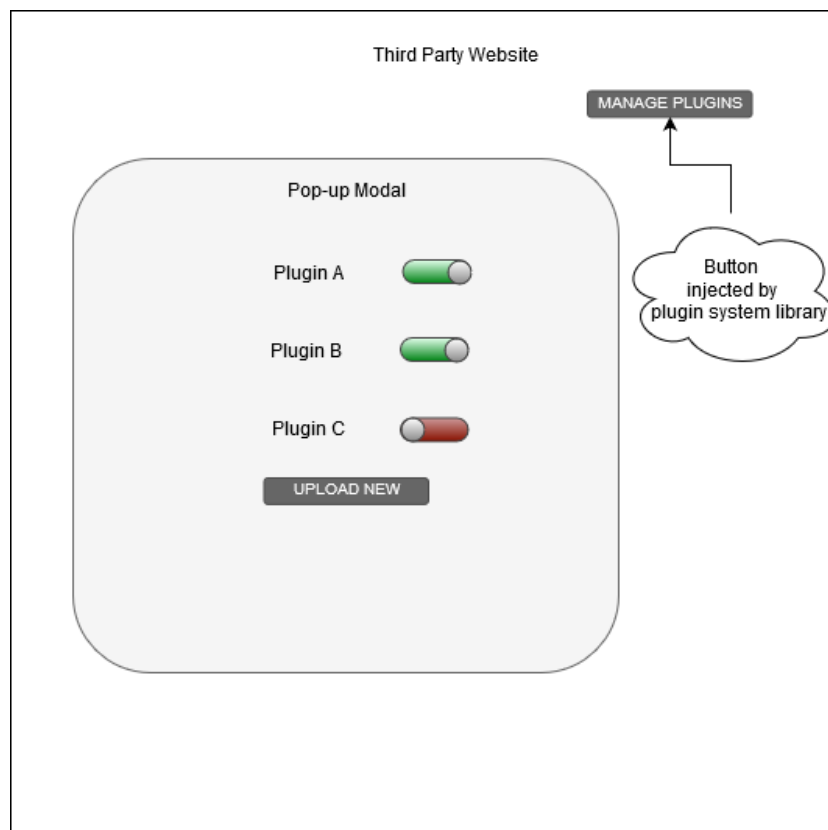 Third Party Website
MANAGE PLUGINS
Pop-up Modal
Plugin A
Plugin B
Plugin C
UPLOAD NEW
Button
injected by
plugin system library